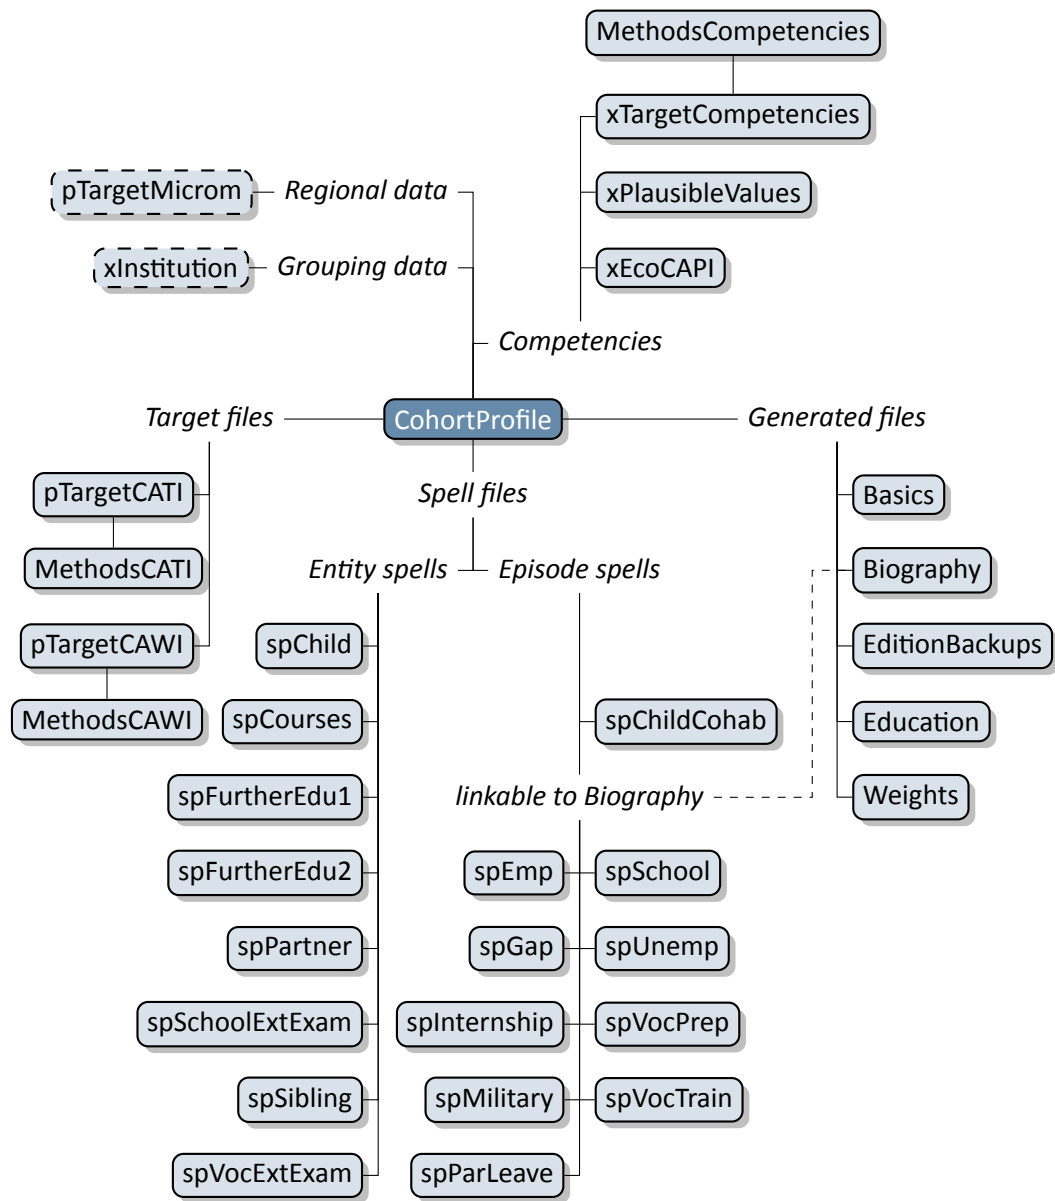 MethodsCompetencies
xTargetCompetencies
pTargetMicrom
Regional data
xPlausibleValues
xInstitution
Grouping data
xEcoCAPI
Competencies
Target files
CohortProfile
Generated files
pTargetCATI
Spell files
Basics
MethodsCATI
Entity spells
Episode spells
Biography
pTargetCAWI
spChild
EditionBackups
MethodsCAWI
spCourses
spChildCohab
Education
spFurtherEdu1
linkable to Biography
Weights
spFurtherEdu2
spEmp
spSchool
spPartner
spGap
spUnemp
spSchoolExtExam
spInternship
spVocPrep
spSibling
spMilitary
spVocTrain
spVocExtExam
spParLeave